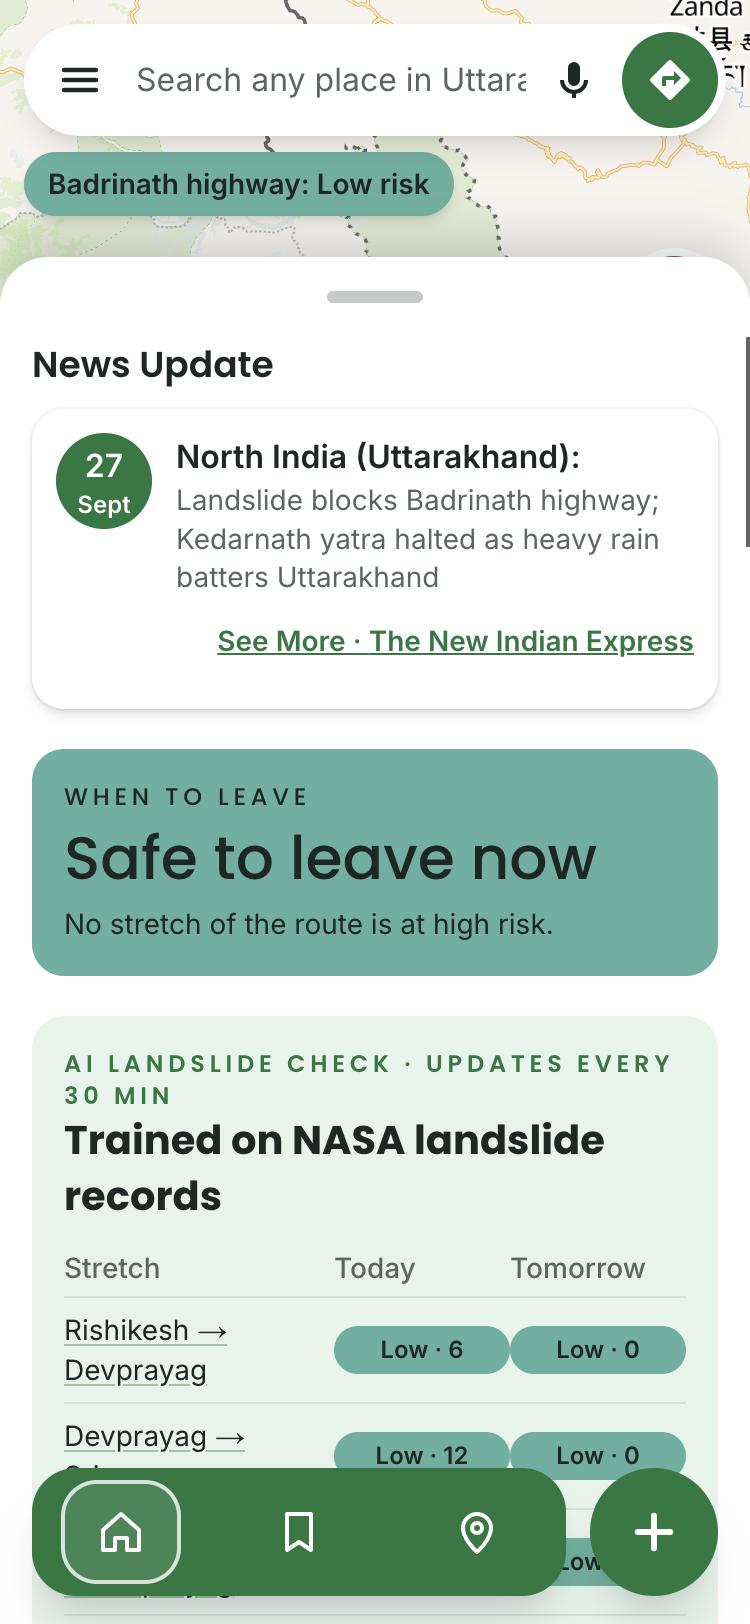 Zanda
县
Search any place in Uttara
Badrinath highway: Low risk
News Update
27
Sept
North India (Uttarakhand):
Landslide blocks Badrinath highway;
Kedarnath yatra halted as heavy rain
batters Uttarakhand
See More · The New Indian Express
WHEN TO LEAVE
Safe to leave now
No stretch of the route is at high risk.
AI LANDSLIDE CHECK · UPDATES EVERY
30 MIN
Trained on NASA landslide
records
Stretch Today Tomorrow
Rishikesh →
Devprayag
Low · 6 Low · 0
Devprayag →
Low · 12 Low · 0
Low